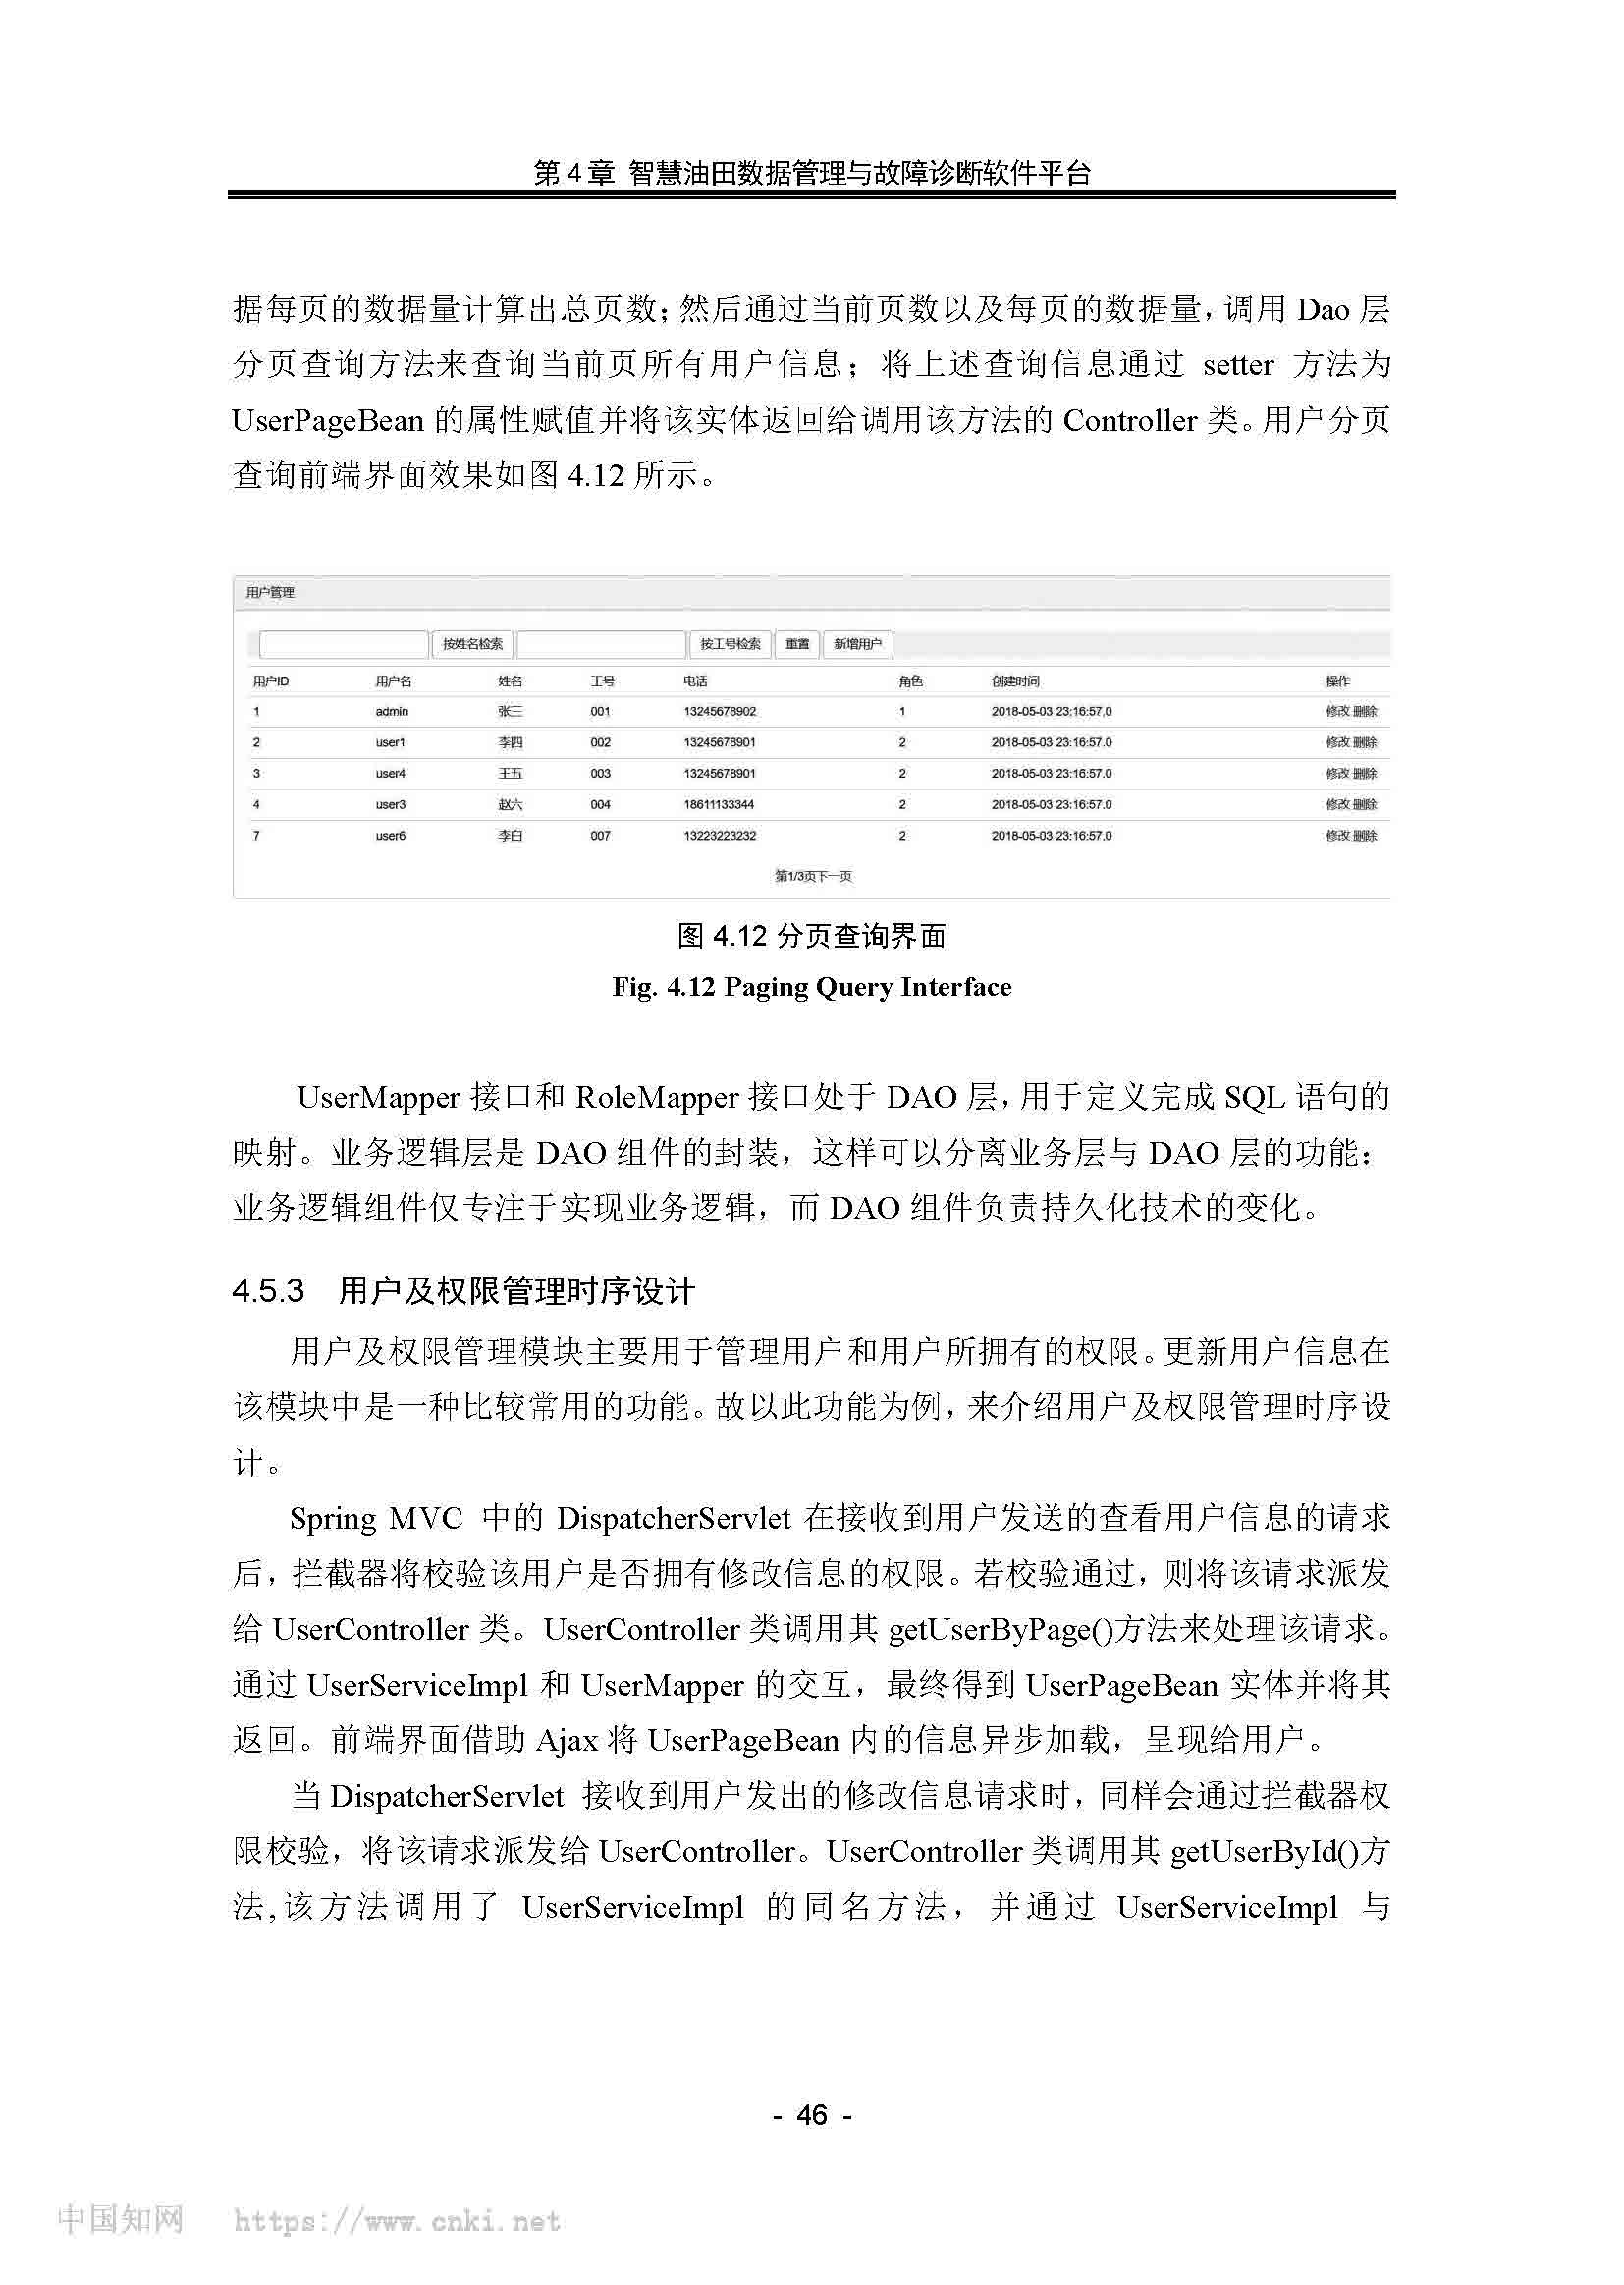 第 4 章 智慧油田数据管理与故障诊断软件平台
据每页的数据量计算出总页数；然后通过当前页数以及每页的数据量，调用 Dao 层
分页查询方法来查询当前页所有用户信息；将上述查询信息通过 setter 方法为
UserPageBean 的属性赋值并将该实体返回给调用该方法的 Controller 类。用户分页
查询前端界面效果如图 4.12 所示。
用户管理
按姓名检索 按工号检索 重置 新增用户
用户ID 用户名 姓名 工号 电话 角色 创建时间 操作
1 admin 张三 001 13245678902 1 2018-05-03 23:16:57.0 修改 删除
2 user1 李四 002 13245678901 2 2018-05-03 23:16:57.0 修改 删除
3 user4 王五 003 13245678901 2 2018-05-03 23:16:57.0 修改 删除
4 user3 赵六 004 18611133344 2 2018-05-03 23:16:57.0 修改 删除
7 user6 李白 007 13223223232 2 2018-05-03 23:16:57.0 修改 删除
第1/3页下一页
图 4.12 分页查询界面
Fig. 4.12 Paging Query Interface
UserMapper 接口和 RoleMapper 接口处于 DAO 层，用于定义完成 SQL 语句的
映射。业务逻辑层是 DAO 组件的封装，这样可以分离业务层与 DAO 层的功能：
业务逻辑组件仅专注于实现业务逻辑，而 DAO 组件负责持久化技术的变化。
4.5.3 用户及权限管理时序设计
用户及权限管理模块主要用于管理用户和用户所拥有的权限。更新用户信息在
该模块中是一种比较常用的功能。故以此功能为例，来介绍用户及权限管理时序设
计。
Spring MVC 中的 DispatcherServlet 在接收到用户发送的查看用户信息的请求
后，拦截器将校验该用户是否拥有修改信息的权限。若校验通过，则将该请求派发
给 UserController 类。UserController 类调用其 getUserByPage()方法来处理该请求。
通过 UserServiceImpl 和 UserMapper 的交互，最终得到 UserPageBean 实体并将其
返回。前端界面借助 Ajax 将 UserPageBean 内的信息异步加载，呈现给用户。
当 DispatcherServlet 接收到用户发出的修改信息请求时，同样会通过拦截器权
限校验，将该请求派发给 UserController。UserController 类调用其 getUserById()方
法,该方法调用了 UserServiceImpl 的同名方法，并通过 UserServiceImpl 与
- 46 -
中国知网 https://www.cnki.net